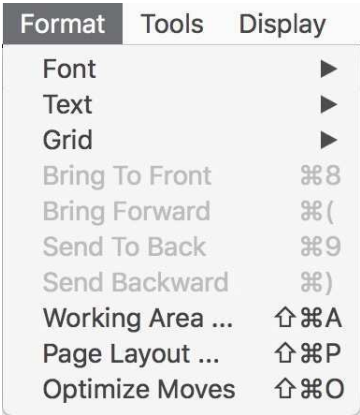 Format Tools Display
Font ▶
Text ▶
Grid ▶
Bring To Front ⌘8
Bring Forward ⌘(
Send To Back ⌘9
Send Backward ⌘)
Working Area ... ⇧⌘A
Page Layout ... ⇧⌘P
Optimize Moves ⇧⌘O